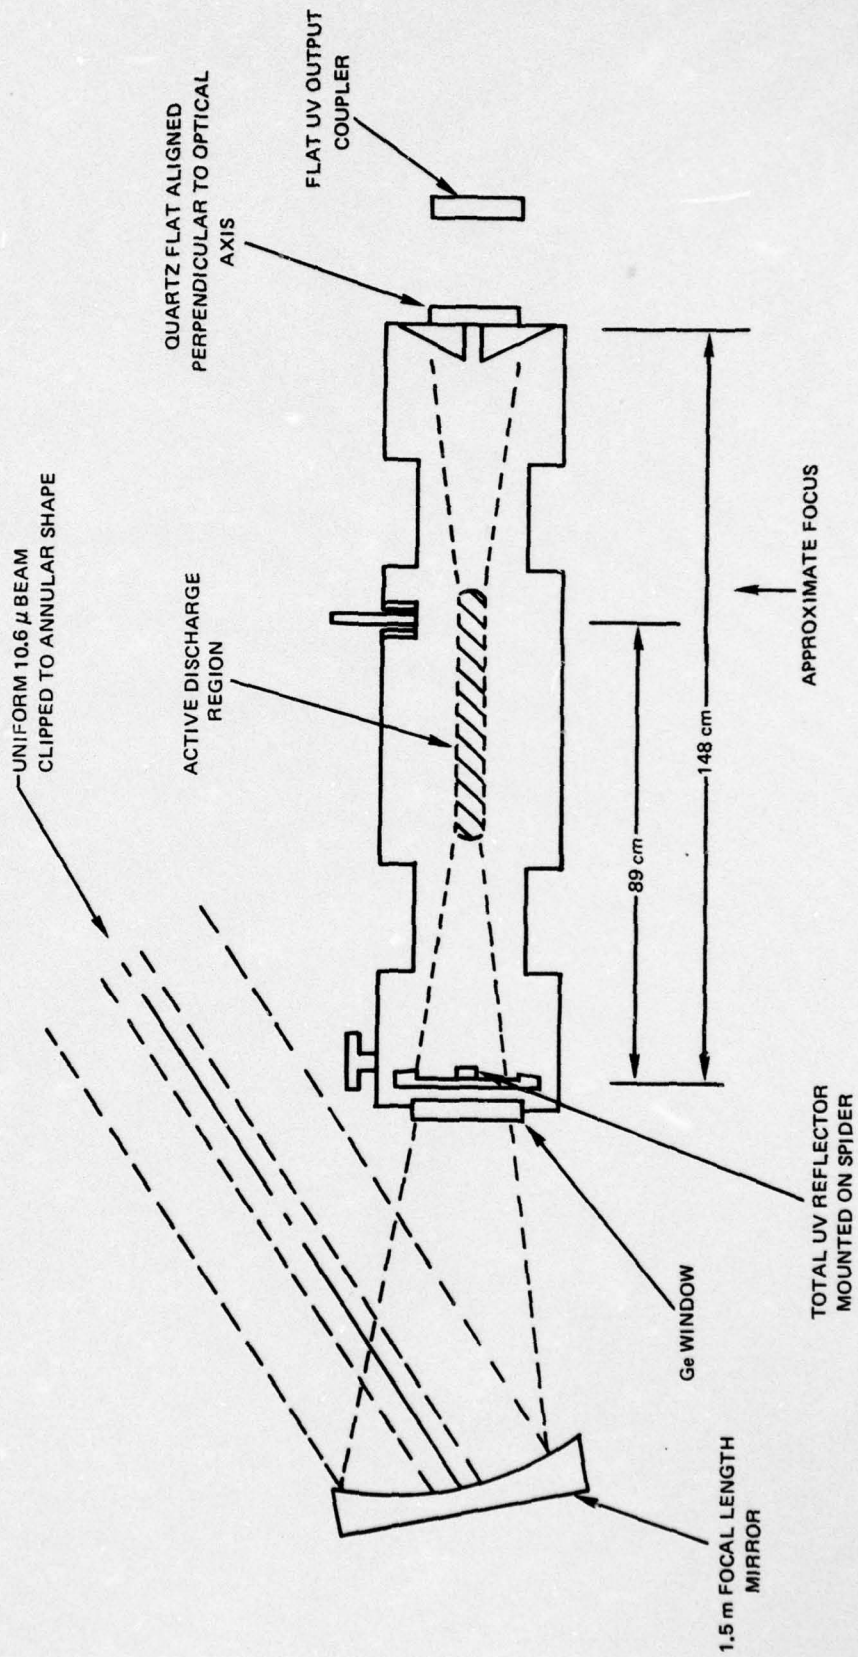 UNIFORM 10.6 μ BEAM
CLIPPED TO ANNULAR SHAPE
QUARTZ FLAT ALIGNED
PERPENDICULAR TO OPTICAL
AXIS
FLAT UV OUTPUT
COUPLER
ACTIVE DISCHARGE
REGION
1.5 m FOCAL LENGTH
MIRROR
Ge WINDOW
TOTAL UV REFLECTOR
MOUNTED ON SPIDER
89 cm
148 cm
APPROXIMATE FOCUS